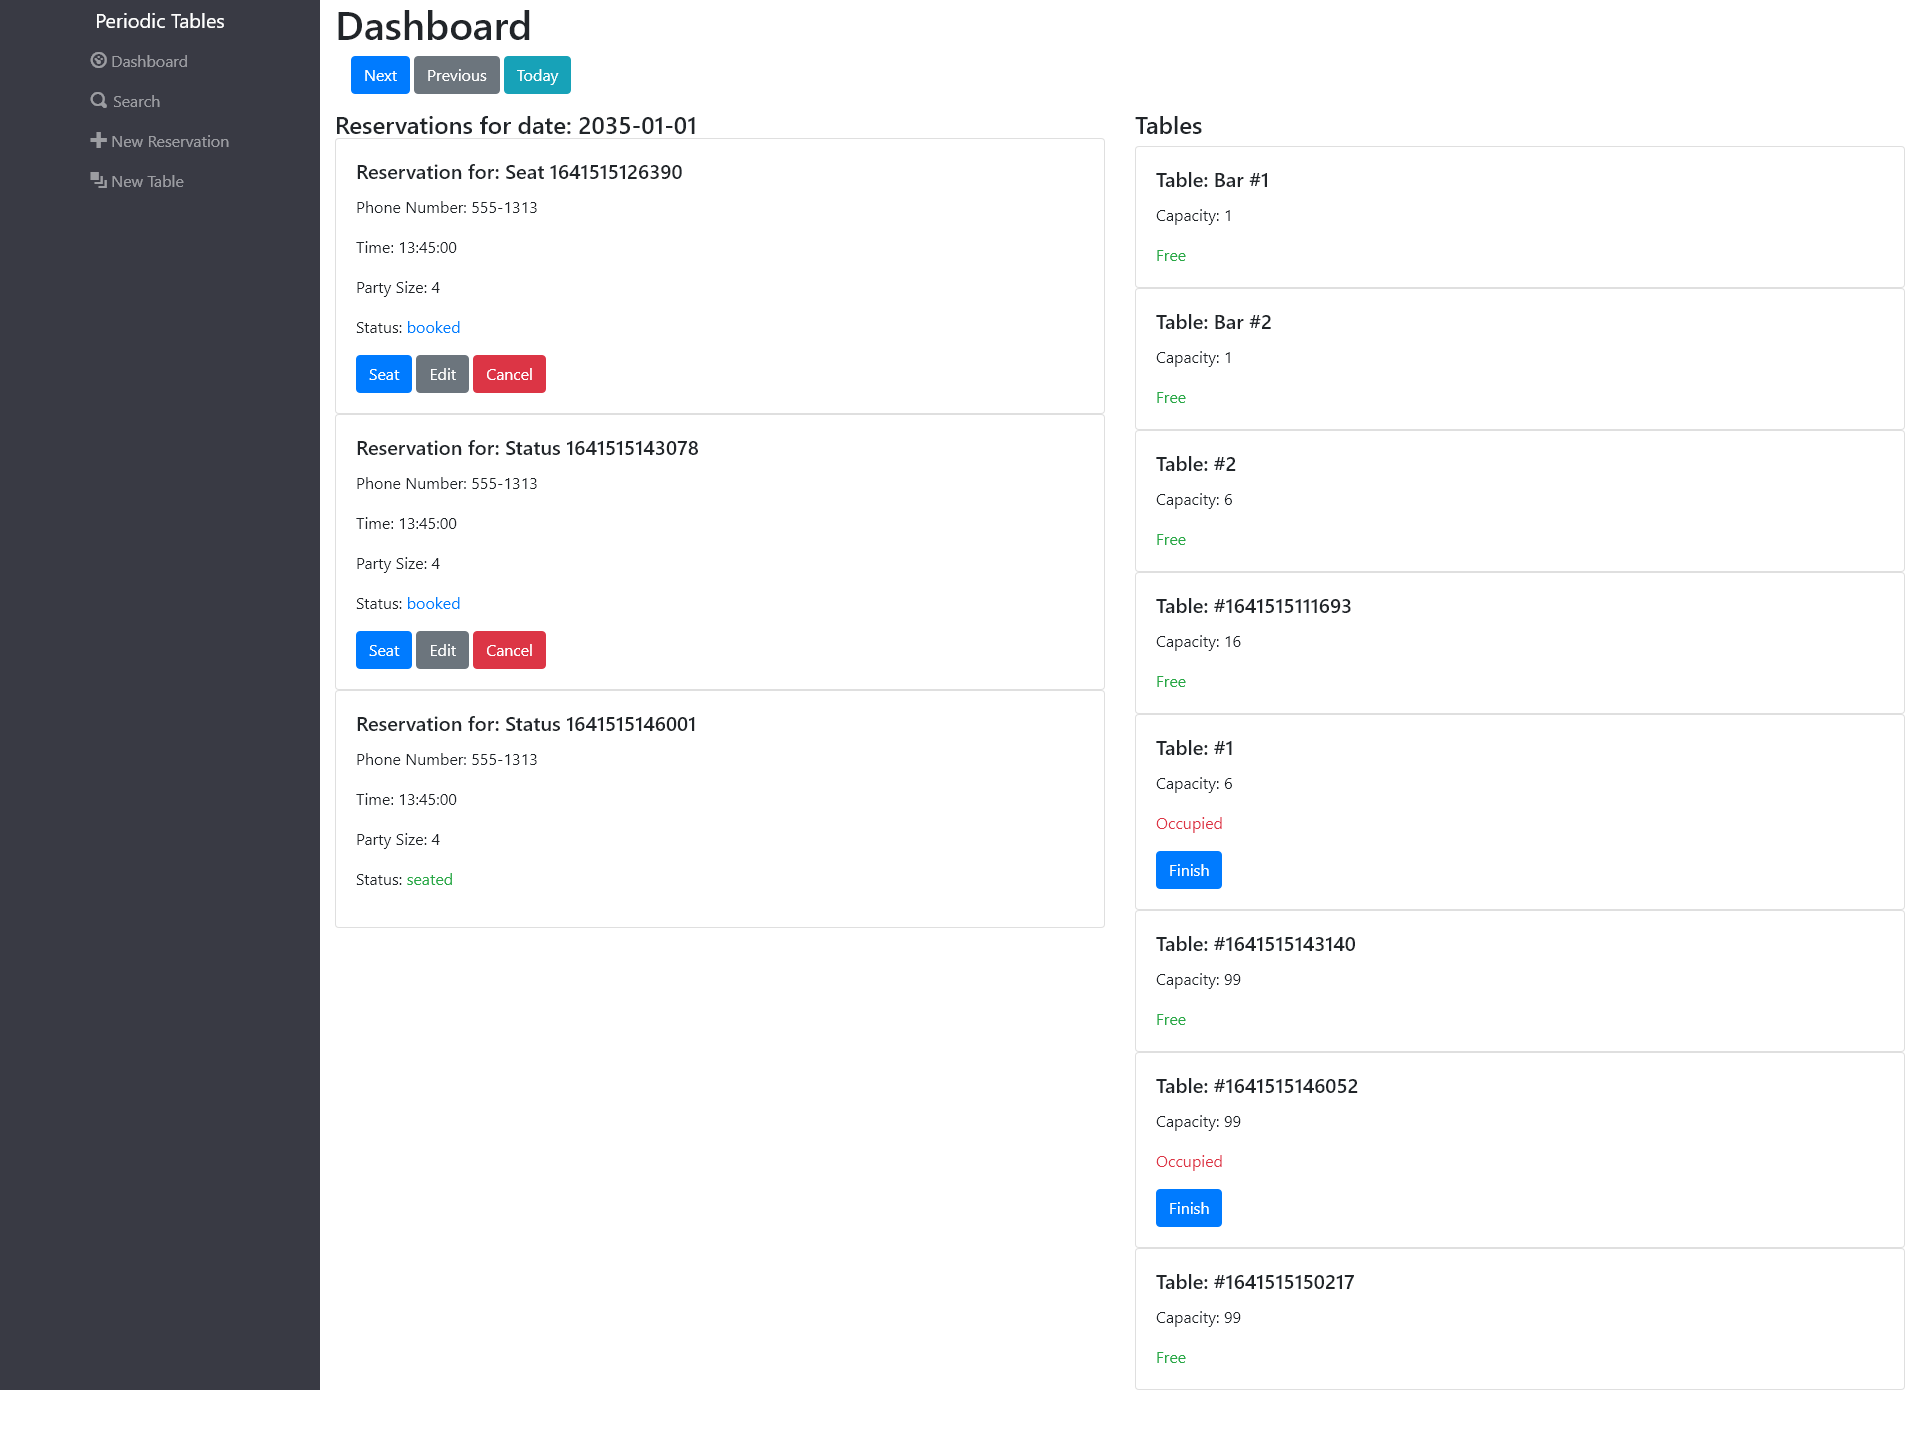 Periodic Tables
Dashboard
Search
New Reservation
New Table
Dashboard
Next Previous Today
Reservations for date: 2035-01-01
Reservation for: Seat 1641515126390
Phone Number: 555-1313
Time: 13:45:00
Party Size: 4
Status: booked
Seat Edit Cancel
Reservation for: Status 1641515143078
Phone Number: 555-1313
Time: 13:45:00
Party Size: 4
Status: booked
Seat Edit Cancel
Reservation for: Status 1641515146001
Phone Number: 555-1313
Time: 13:45:00
Party Size: 4
Status: seated
Tables
Table: Bar #1
Capacity: 1
Free
Table: Bar #2
Capacity: 1
Free
Table: #2
Capacity: 6
Free
Table: #1641515111693
Capacity: 16
Free
Table: #1
Capacity: 6
Occupied
Finish
Table: #1641515143140
Capacity: 99
Free
Table: #1641515146052
Capacity: 99
Occupied
Finish
Table: #1641515150217
Capacity: 99
Free